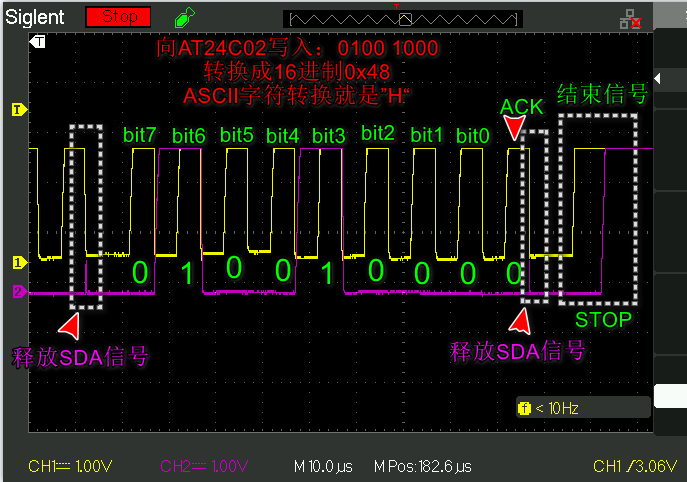 Siglent Stop
T
T
向AT24C02写入： 0100 1000
转换成16进制0x48
ASCII字符转换就是"H"
T
ACK 结束信号
bit7 bit6 bit5 bit4 bit3 bit2 bit1 bit0
1
2
0 1 0 0 1 0 0 0 0
STOP
释放SDA信号 释放SDA信号
f < 10Hz
CH1 1.00V CH2 1.00V M 10.0 µs M Pos:182.6 µs CH1 3.06V